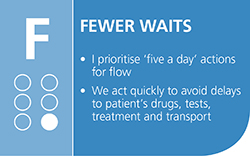 F
FEWER WAITS
• I prioritise ‘five a day’ actions
for flow
• We act quickly to avoid delays
to patient’s drugs, tests,
treatment and transport